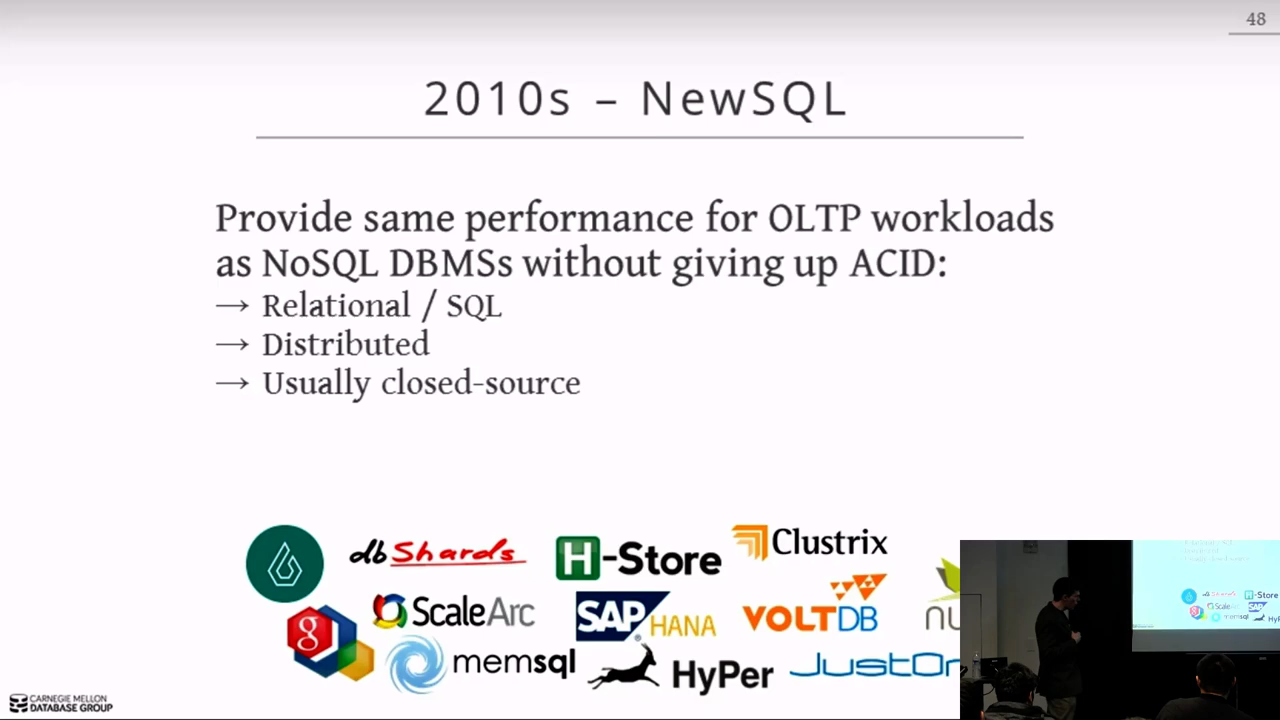 48
2010s – NewSQL
Provide same performance for OLTP workloads
as NoSQL DBMSs without giving up ACID:
→ Relational / SQL
→ Distributed
→ Usually closed-source
dbShards
H-Store
Clustrix
g
ScaleArc
SAP HANA
VOLTDB
memsql
HyPer
CARNEGIE MELLON
DATABASE GROUP